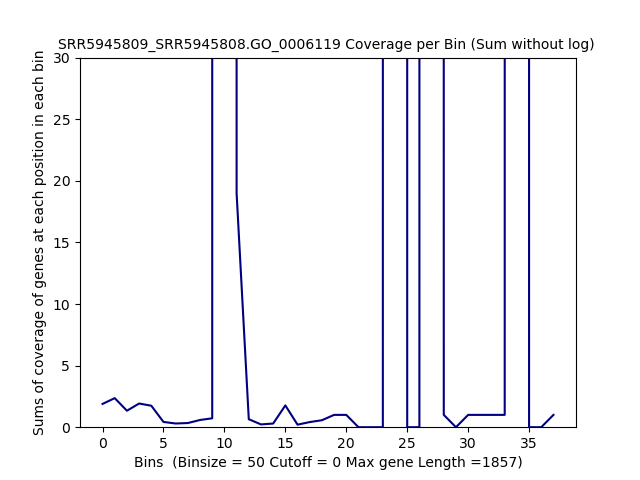 SRR5945809_SRR5945808.GO_0006119 Coverage per Bin (Sum without log)
Sums of coverage of genes at each position in each bin
30
25
20
15
10
5
0
0 5 10 15 20 25 30 35
Bins  (Binsize = 50 Cutoff = 0 Max gene Length =1857)